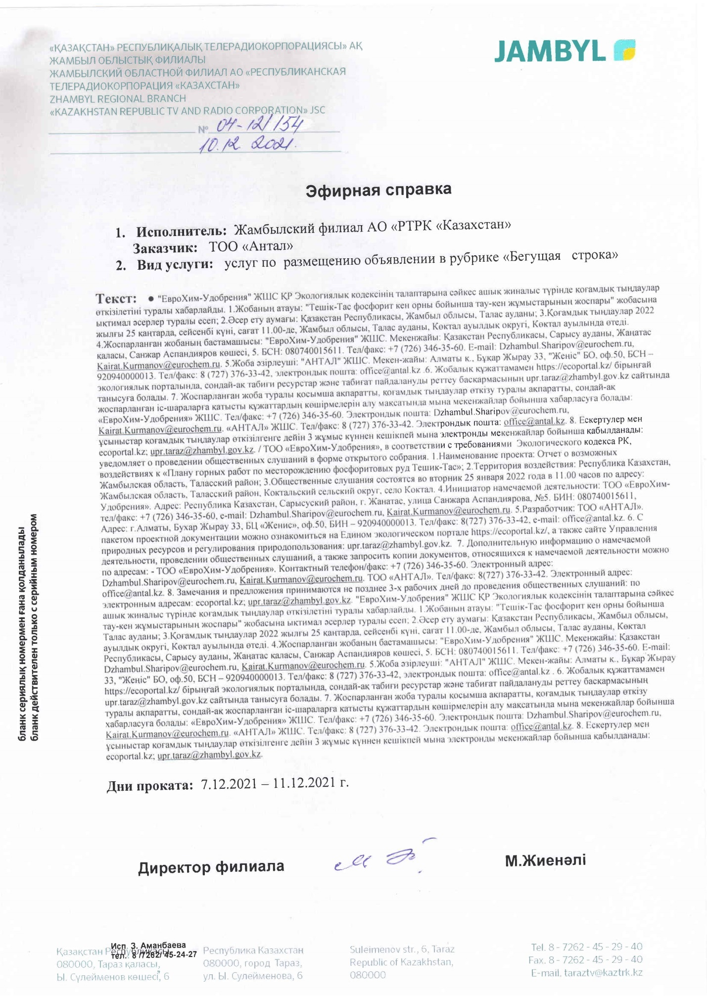 «ҚАЗАҚСТАН» РЕСПУБЛИҚАЛЫҚ ТЕЛЕРАДИОКОРПОРАЦИЯСЫ» АҚ
ЖАМБЫЛ ОБЛЫСТЫҚ ФИЛИАЛЫ
ЖАМБЫЛСКИЙ ОБЛАСТНОЙ ФИЛИАЛ АО «РЕСПУБЛИКАНСКАЯ
ТЕЛЕРАДИОКОРПОРАЦИЯ «КАЗАХСТАН»
ZHAMBYL REGIONAL BRANCH
«KAZAKHSTAN REPUBLIC TV AND RADIO CORPORATION» JSC
№ 04-12/154
10.12. 2021.
JAMBYL
Эфирная справка
1. Исполнитель: Жамбылский филиал АО «РТРК «Казахстан»
Заказчик: ТОО «Антал»
2. Вид услуги: услуг по размещению объявлении в рубрике «Бегущая строка»
Текст: ● "ЕвроХим-Удобрения" ЖШС ҚР Экологиялык кодексінің талаптарына сәйкес ашык жиналыс түрінде коғамдык тыңдаулар
өткізілетіні туралы хабарлайды. 1.Жобаның атауы: "Тешік-Тас фосфорит кен орны бойынша тау-кен жұмыстарының жоспары" жобасына
ыктимал әсерлер туралы есеп; 2.Әсер ету аумағы: Қазакстан Республикасы, Жамбыл облысы, Талас ауданы; 3.Қоғамдык тыңдаулар 2022
жылғы 25 кантарда, сейсенбі күні, сағат 11.00-де, Жамбыл облысы, Талас ауданы, Көктал ауылдық округі, Көктал ауылында өтеді.
4.Жоспарланған жобаның бастамашысы: "ЕвроХим-Удобрения" ЖШС. Мекенжайы: Қазакстан Республикасы, Сарысу ауданы, Жаңатас
каласы, Санжар Аспандияров көшесі, 5. БСН: 080740015611. Тел/факс: +7 (726) 346-35-60. E-mail: Dzhambul.Sharipov@eurochem.ru,
Kairat.Kurmanov@eurochem.ru. 5.Жоба әзірлеуші: "АНТАЛ" ЖШС. Мекен-жайы: Алматы к., Бұкар Жырау 33, "Женіс" БО, оф.50, БСН –
920940000013. Тел/факс: 8 (727) 376-33-42, электрондык пошта: office@antal.kz .6. Жобалык құжаттамамен https://ecoportal.kz/ бірыңғай
экологиялык порталында, сондай-ак табиги ресурстар және табиғат пайдалануды реттеу баскармасының upr.taraz@zhambyl.gov.kz сайтында
танысуға болады. 7. Жоспарланған жоба туралы косымша акпаратты, коғамдык тыңдаулар өткізу туралы акпаратты, сондай-ак
жоспарланған іс-шараларга катысты құжаттардың көшірмелерін алу максатында мына мекенжайлар бойынша хабарласуға болады:
«ЕвроХим-Удобрения» ЖШС. Тел/факс: +7 (726) 346-35-60. Электрондык пошта: Dzhambul.Sharipov@eurochem.ru,
Kairat.Kurmanov@eurochem.ru. «АНТАЛ» ЖШС. Тел/факс: 8 (727) 376-33-42. Электрондык пошта: office@antal.kz. 8. Ескертулер мен
ұсыныстар коғамдык тыңдаулар өткізілгенге дейін 3 жұмыс күннен кешікпей мына электронды мекенжайлар бойынша кабылданады:
ecoportal.kz; upr.taraz@zhambyl.gov.kz. / ТОО «ЕвроХим-Удобрения», в соответствии с требованиями Экологического кодекса РК,
уведомляет о проведении общественных слушаний в форме открытого собрания. 1.Наименование проекта: Отчет о возможных
воздействиях к «Плану горных работ по месторождению фосфоритовых руд Тешик-Тас»; 2.Территория воздействия: Республика Казахстан,
Жамбылская область, Таласский район; 3.Общественные слушания состоятся во вторник 25 января 2022 года в 11.00 часов по адресу:
Жамбылская область, Таласский район, Коктальский сельский округ, село Коктал. 4.Инициатор намечаемой деятельности: ТОО «ЕвроХим-
Удобрения». Адрес: Республика Казахстан, Сарысуский район, г. Жанатас, улица Санжара Аспандиярова, №5. БИН: 080740015611,
тел/факс: +7 (726) 346-35-60, e-mail: Dzhambul.Sharipov@eurochem.ru, Kairat.Kurmanov@eurochem.ru. 5.Разработчик: ТОО «АНТАЛ».
Адрес: г.Алматы, Бухар Жырау 33, БЦ «Женис», оф.50, БИН – 920940000013. Тел/факс: 8(727) 376-33-42, e-mail: office@antal.kz. 6. С
пакетом проектной документации можно ознакомиться на Едином экологическом портале https://ecoportal.kz/, а также сайте Управления
природных ресурсов и регулирования природопользования: upr.taraz@zhambyl.gov.kz. 7. Дополнительную информацию о намечаемой
деятельности, проведении общественных слушаний, а также запросить копии документов, относящихся к намечаемой деятельности можно
по адресам: - ТОО «ЕвроХим-Удобрения». Контактный телефон/факс: +7 (726) 346-35-60. Электронный адрес:
Dzhambul.Sharipov@eurochem.ru, Kairat.Kurmanov@eurochem.ru. ТОО «АНТАЛ». Тел/факс: 8(727) 376-33-42. Электронный адрес:
office@antal.kz. 8. Замечания и предложения принимаются не позднее 3-х рабочих дней до проведения общественных слушаний: по
электронным адресам: ecoportal.kz; upr.taraz@zhambyl.gov.kz. "ЕвроХим-Удобрения" ЖШС ҚР Экологиялык кодексінің талаптарына сәйкес
ашык жиналыс түрінде коғамдык тыңдаулар өткізілетіні туралы хабарлайды. 1.Жобаның атауы: "Тешік-Тас фосфорит кен орны бойынша
тау-кен жұмыстарының жоспары" жобасына ыктимал әсерлер туралы есеп; 2.Әсер ету аумағы: Қазакстан Республикасы, Жамбыл облысы,
Талас ауданы; 3.Қоғамдык тыңдаулар 2022 жылғы 25 кантарда, сейсенбі күні, сағат 11.00-де, Жамбыл облысы, Талас ауданы, Көктал
ауылдық округі, Көктал ауылында өтеді. 4.Жоспарланған жобаның бастамашысы: "ЕвроХим-Удобрения" ЖШС. Мекенжайы: Қазакстан
Республикасы, Сарысу ауданы, Жаңатас каласы, Санжар Аспандияров көшесі, 5. БСН: 080740015611. Тел/факс: +7 (726) 346-35-60. E-mail:
Dzhambul.Sharipov@eurochem.ru, Kairat.Kurmanov@eurochem.ru. 5.Жоба әзірлеуші: "АНТАЛ" ЖШС. Мекен-жайы: Алматы к., Бұкар Жырау
33, "Женіс" БО, оф.50, БСН – 920940000013. Тел/факс: 8 (727) 376-33-42, электрондык пошта: office@antal.kz . 6. Жобалык құжаттамамен
https://ecoportal.kz/ бірыңғай экологиялык порталында, сондай-ақ табиги ресурстар және табиғат пайдалануды реттеу баскармасының
upr.taraz@zhambyl.gov.kz сайтында танысуға болады. 7. Жоспарланған жоба туралы косымша акпаратты, коғамдык тыңдаулар өткізу
туралы акпаратты, сондай-ак жоспарланған іс-шараларга катысты құжаттардың көшірмелерін алу максатында мына мекенжайлар бойынша
хабарласуға болады: «ЕвроХим-Удобрения» ЖШС. Тел/факс: +7 (726) 346-35-60. Электрондык пошта: Dzhambul.Sharipov@eurochem.ru,
Kairat.Kurmanov@eurochem.ru. «АНТАЛ» ЖШС. Тел/факс: 8 (727) 376-33-42. Электрондык пошта: office@antal.kz. 8. Ескертулер мен
ұсыныстар коғамдык тыңдаулар өткізілгенге дейін 3 жұмыс күннен кешікпей мына электронды мекенжайлар бойынша қабылданады:
ecoportal.kz; upr.taraz@zhambyl.gov.kz.
Дни проката: 7.12.2021 – 11.12.2021 г.
Директор филиала М.Жиенәлі
бланк сериялық нөмермен ғана қолданылады
бланк действителен только с серийным номером
Исп. З. Аманбаева
тел.: 8 /7262/ 45-24-27
Қазақстан Республикасы
080000, Тараз қаласы,
Ы. Сүлейменов көшесі, 6
Республика Казахстан
080000, город Тараз,
ул. Ы. Сулейменова, 6
Suleimenov str., 6, Taraz
Republic of Kazakhstan,
080000
Tel. 8 - 7262 - 45 - 29 - 40
Fax. 8 - 7262 - 45 - 29 - 40
E-mail. taraztv@kaztrk.kz